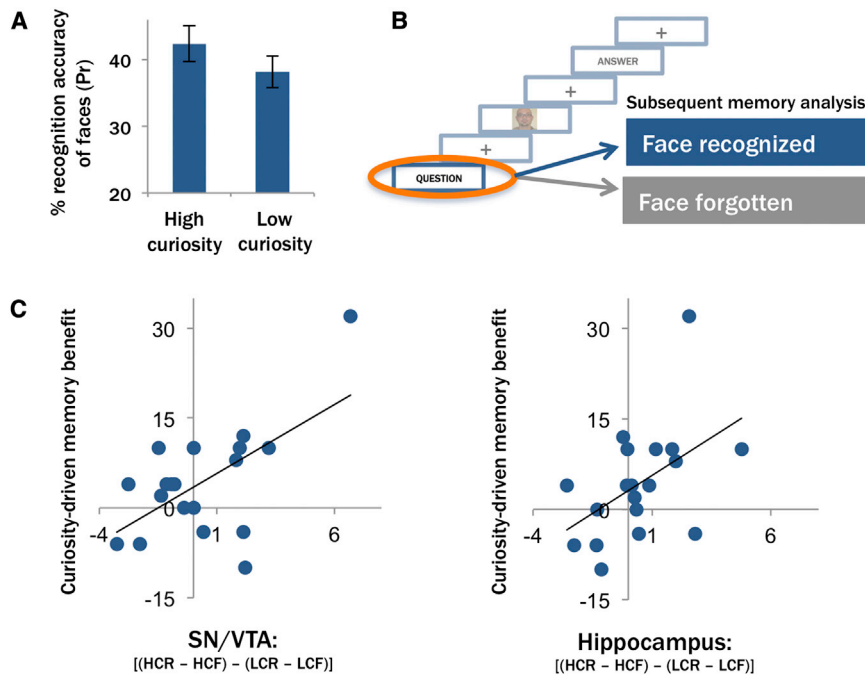 A
% recognition accuracy
of faces (Pr)
40
30
20
High
curiosity
Low
curiosity
B
+
ANSWER
+
+
QUESTION
Subsequent memory analysis
Face recognized
Face forgotten
C
Curiosity-driven memory benefit
30
15
0
-15
-4
1
6
SN/VTA:
[(HCR – HCF) – (LCR – LCF)]
Curiosity-driven memory benefit
30
15
0
-15
-4
1
6
Hippocampus:
[(HCR – HCF) – (LCR – LCF)]